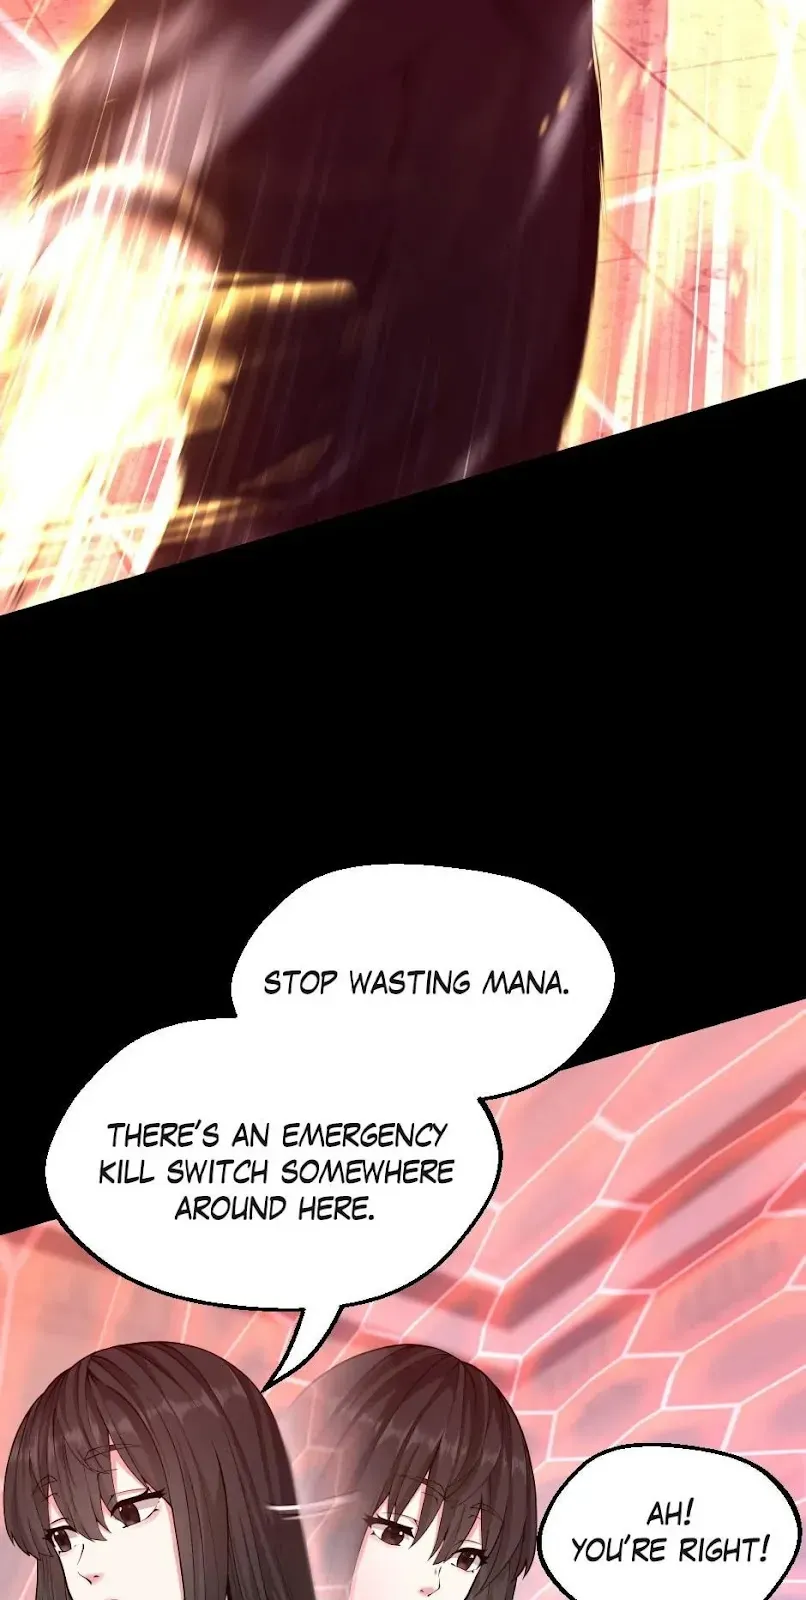 STOP WASTING MANA.
THERE'S AN EMERGENCY
KILL SWITCH SOMEWHERE
AROUND HERE.
AH!
YOU'RE RIGHT!